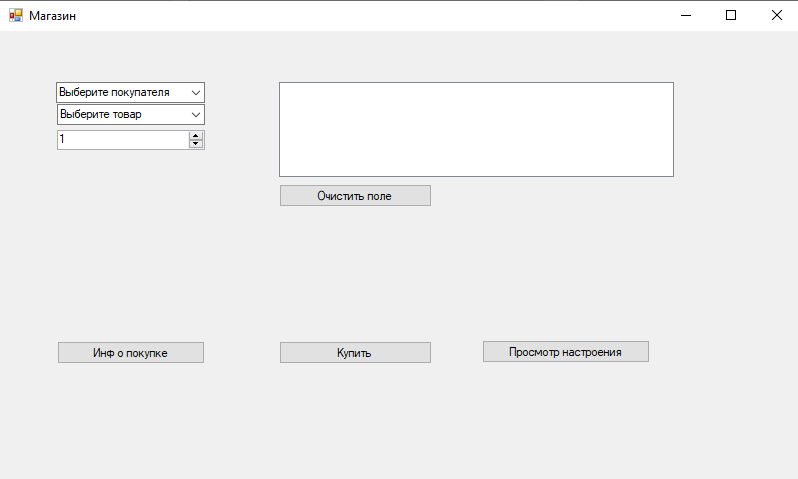 Магазин
Выберите покупателя
Выберите товар
1
Очистить поле
Инф о покупке
Купить
Просмотр настроения